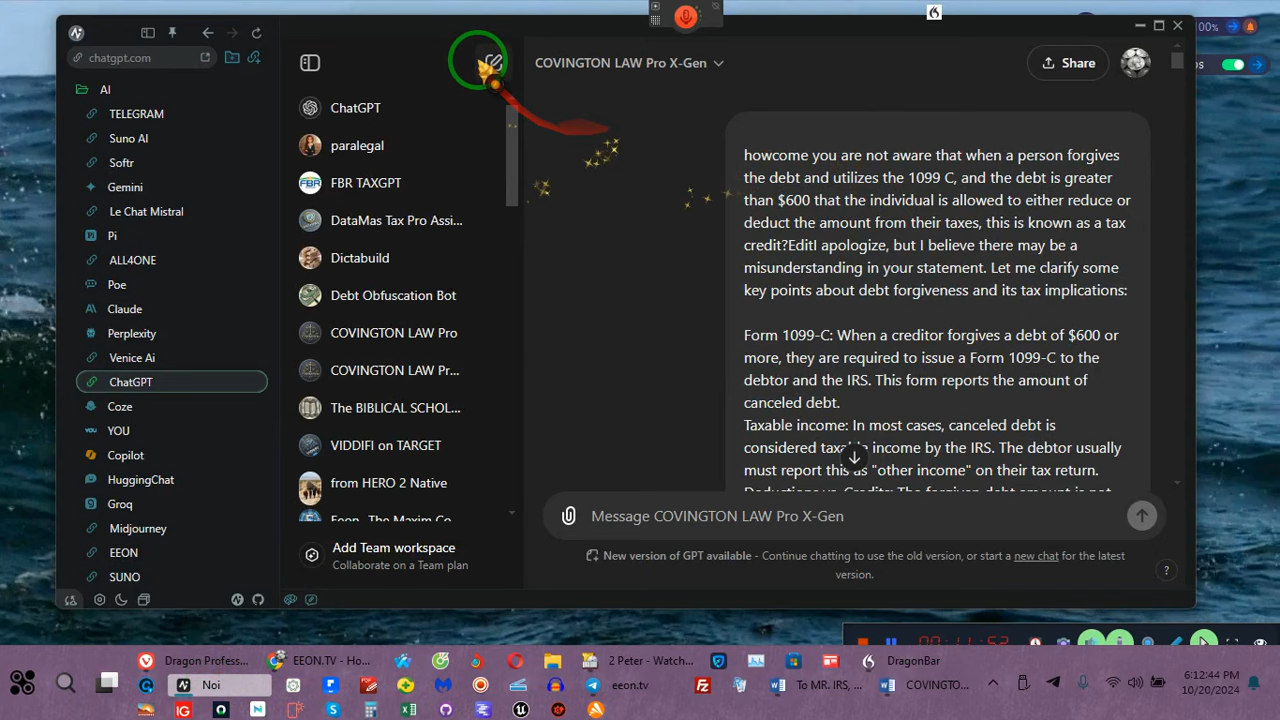 100%
chatgpt.com
AI
TELEGRAM
Suno AI
Softr
Gemini
Le Chat Mistral
Pi
ALL4ONE
Poe
Claude
Perplexity
Venice Ai
ChatGPT
Coze
YOU
YOU
Copilot
HuggingChat
Groq
Midjourney
EEON
SUNO
ChatGPT
paralegal
FBR
FBR TAXGPT
DataMas Tax Pro Assi...
Dictabuild
Debt Obfuscation Bot
COVINGTON LAW Pro
COVINGTON LAW Pr...
The BIBLICAL SCHOL...
VIDDIFI on TARGET
from HERO 2 Native
Eeon - The Maxim Co
Add Team workspace
Collaborate on a Team plan
COVINGTON LAW Pro X-Gen
Share
howcome you are not aware that when a person forgives
the debt and utilizes the 1099 C, and the debt is greater
than $600 that the individual is allowed to either reduce or
deduct the amount from their taxes, this is known as a tax
credit?EditI apologize, but I believe there may be a
misunderstanding in your statement. Let me clarify some
key points about debt forgiveness and its tax implications:
Form 1099-C: When a creditor forgives a debt of $600 or
more, they are required to issue a Form 1099-C to the
debtor and the IRS. This form reports the amount of
canceled debt.
Taxable income: In most cases, canceled debt is
considered taxable income by the IRS. The debtor usually
must report this as "other income" on their tax return.
Message COVINGTON LAW Pro X-Gen
New version of GPT available - Continue chatting to use the old version, or start a new chat for the latest
version.
?
00:11:52
Dragon Profess...
EEON.TV - Ho...
2 Peter - Watch...
DragonBar
Noi
eeon.tv
To MR. IRS, ...
COVINGTO...
IG
6:12:44 PM
10/20/2024